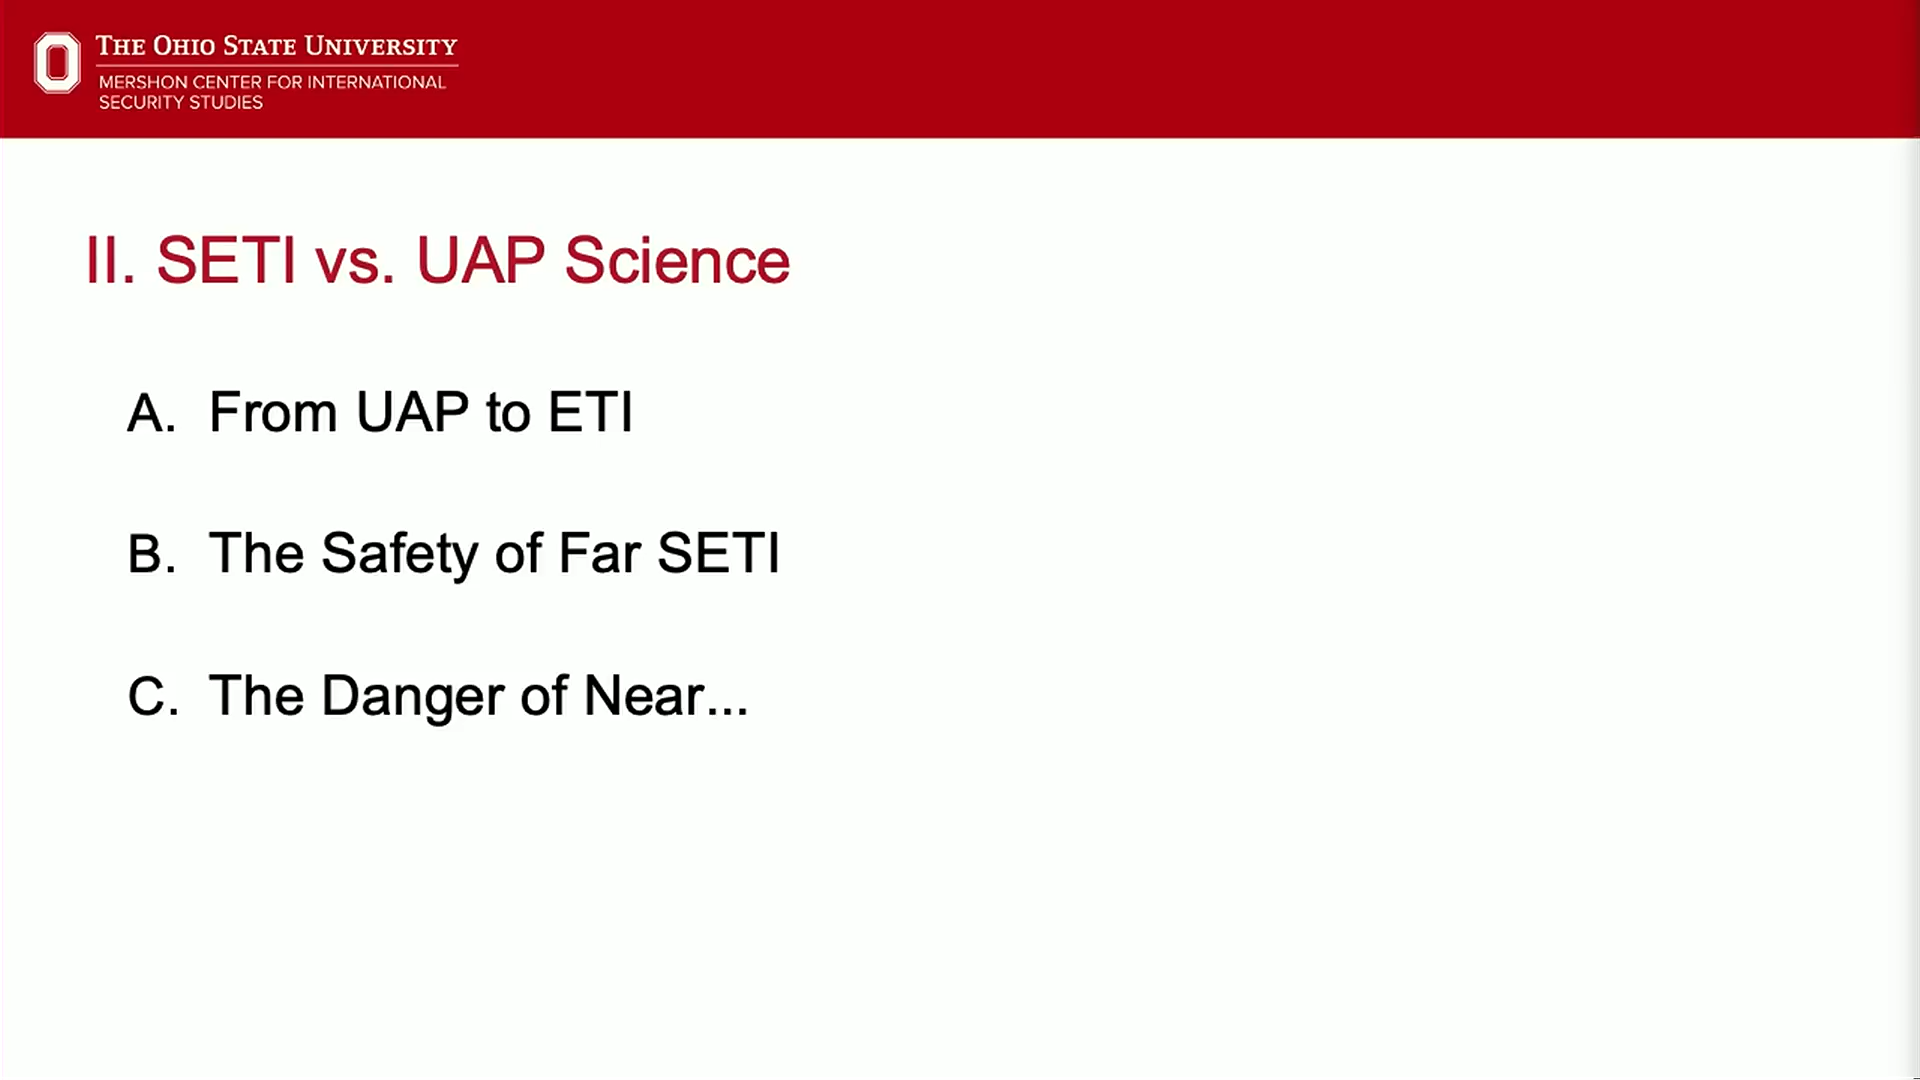 THE OHIO STATE UNIVERSITY
MERSHON CENTER FOR INTERNATIONAL
SECURITY STUDIES
II. SETI vs. UAP Science
A. From UAP to ETI
B. The Safety of Far SETI
C. The Danger of Near...